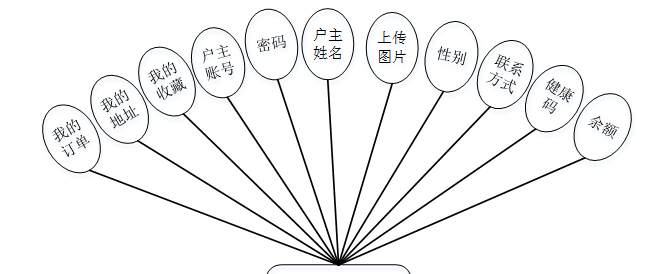 我的
订单
我的
地址
我的
收藏
户主
账号
密码
户主
姓名
上传
图片
性别
联系
方式
健康
码
余额